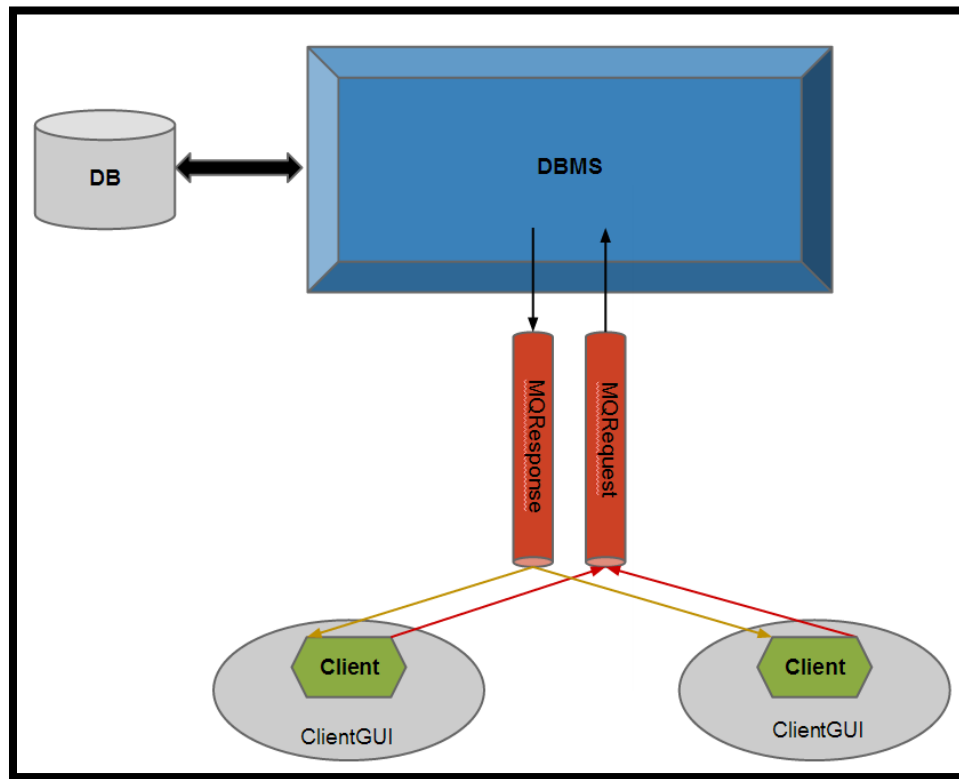 DBMS
DB
MQResponse
MQRequest
Client
ClientGUI
Client
ClientGUI